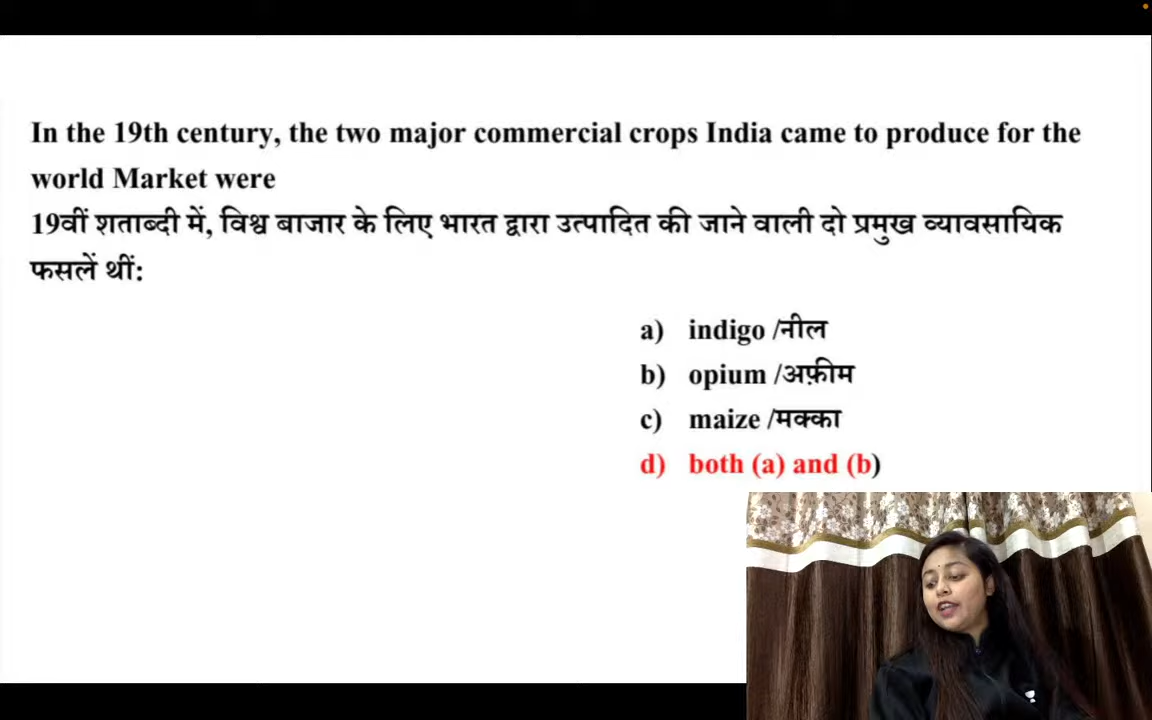 In the 19th century, the two major commercial crops India came to produce for the
world Market were
19वीं शताब्दी में, विश्व बाजार के लिए भारत द्वारा उत्पादित की जाने वाली दो प्रमुख व्यावसायिक
फसलें थीं:
a) indigo /नील
b) opium /अफ़ीम
c) maize /मक्का
d) both (a) and (b)